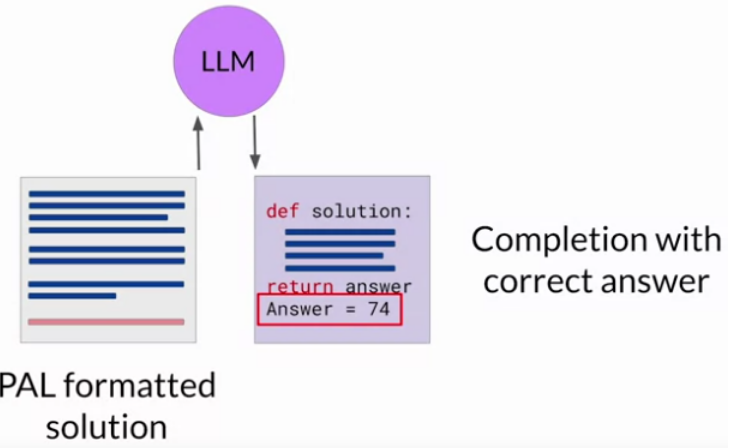 LLM
def solution:
return answer
Answer = 74
Completion with
correct answer
PAL formatted
solution